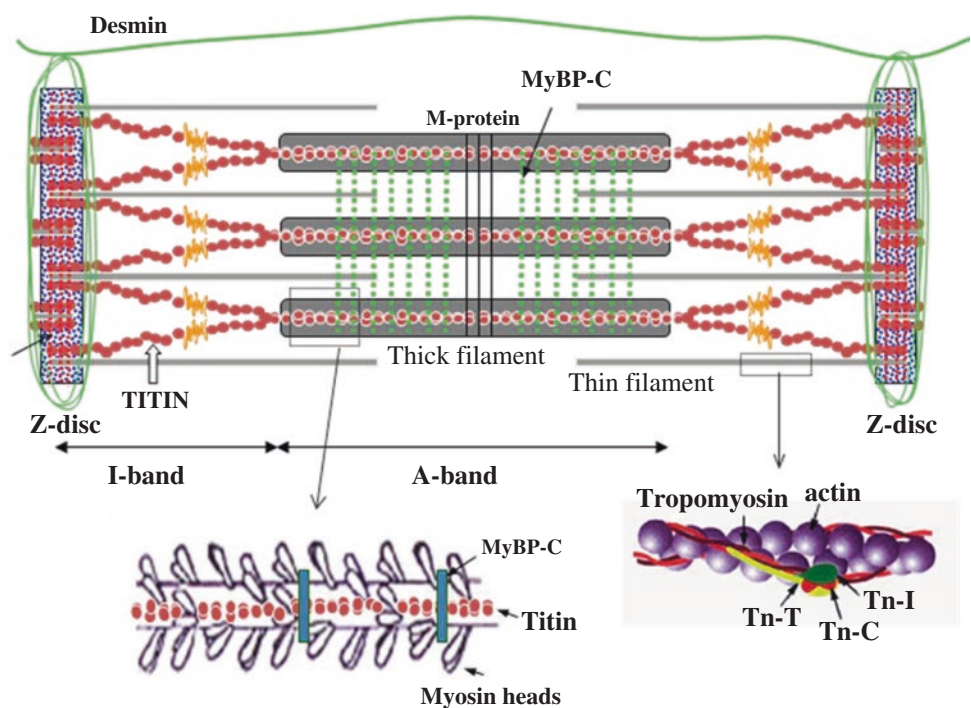 Desmin
MyBP-C
M-protein
Thick filament
Thin filament
TITIN
Z-disc
Z-disc
I-band
A-band
Tropomyosin
actin
MyBP-C
Titin
Tn-I
Tn-T
Tn-C
Myosin heads